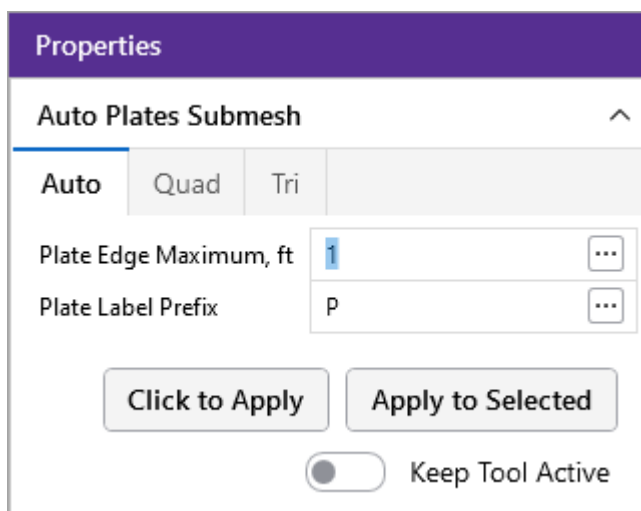 Properties
Auto Plates Submesh
Auto Quad Tri
Plate Edge Maximum, ft 1 ...
Plate Label Prefix P ...
Click to Apply Apply to Selected
Keep Tool Active